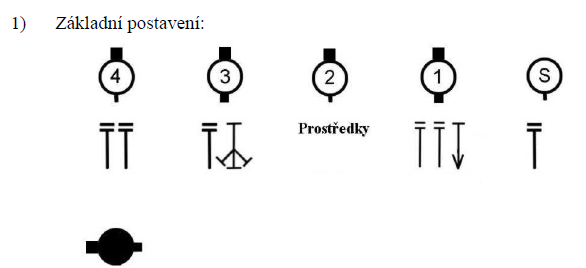 1) Základní postavení:
4 3 2 1 S
Prostředky